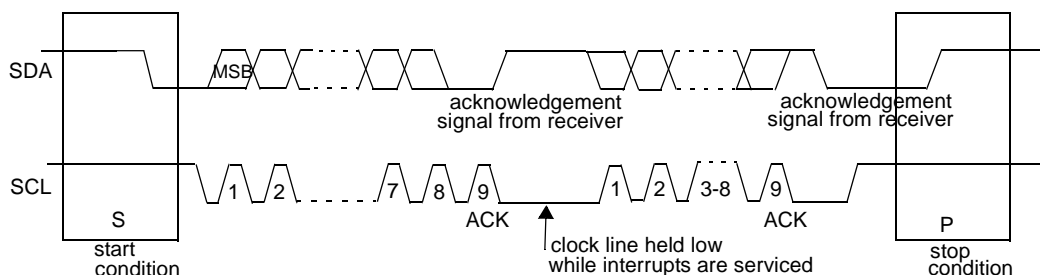 SDA
MSB
acknowledgement
signal from receiver
acknowledgement
signal from receiver
SCL
1 2 7 8 9 1 2 3-8 9
S ACK ACK P
start
condition
clock line held low
while interrupts are serviced
stop
condition